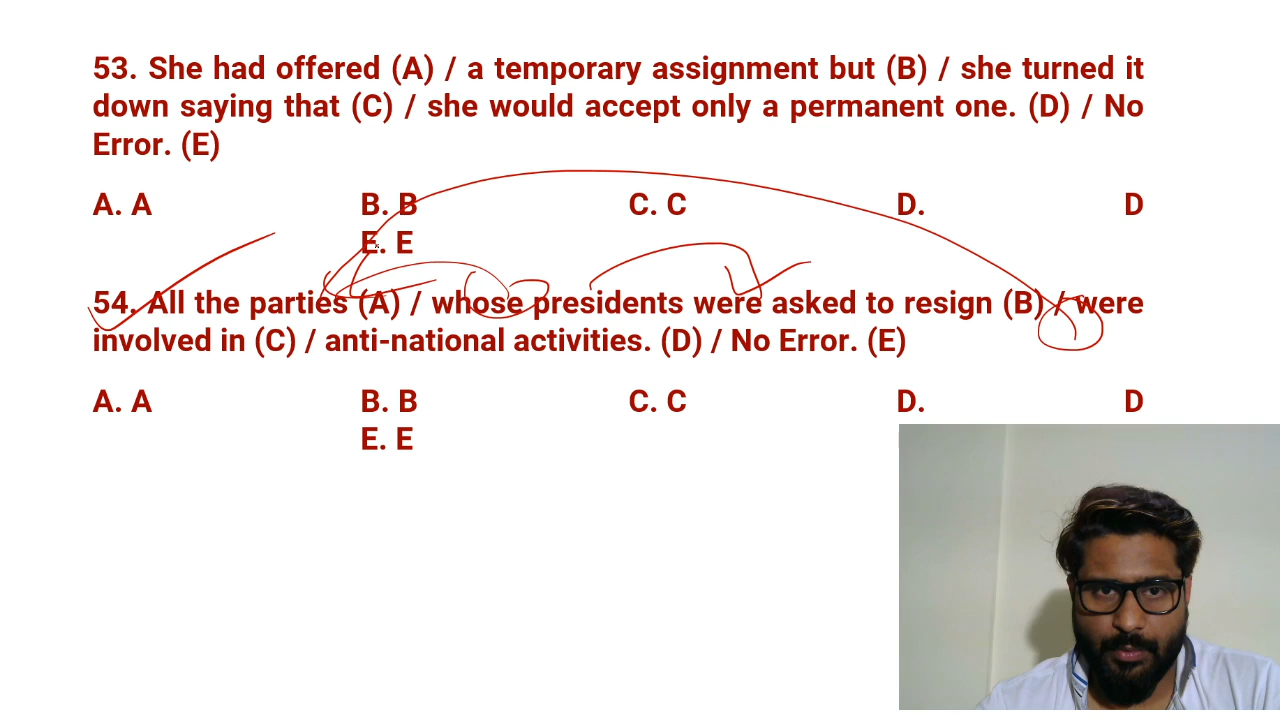 53. She had offered (A) / a temporary assignment but (B) / she turned it
down saying that (C) / she would accept only a permanent one. (D) / No
Error. (E)
A. A B. B C. C D. D
E. E
54. All the parties (A) / whose presidents were asked to resign (B) / were
involved in (C) / anti-national activities. (D) / No Error. (E)
A. A B. B C. C D. D
E. E